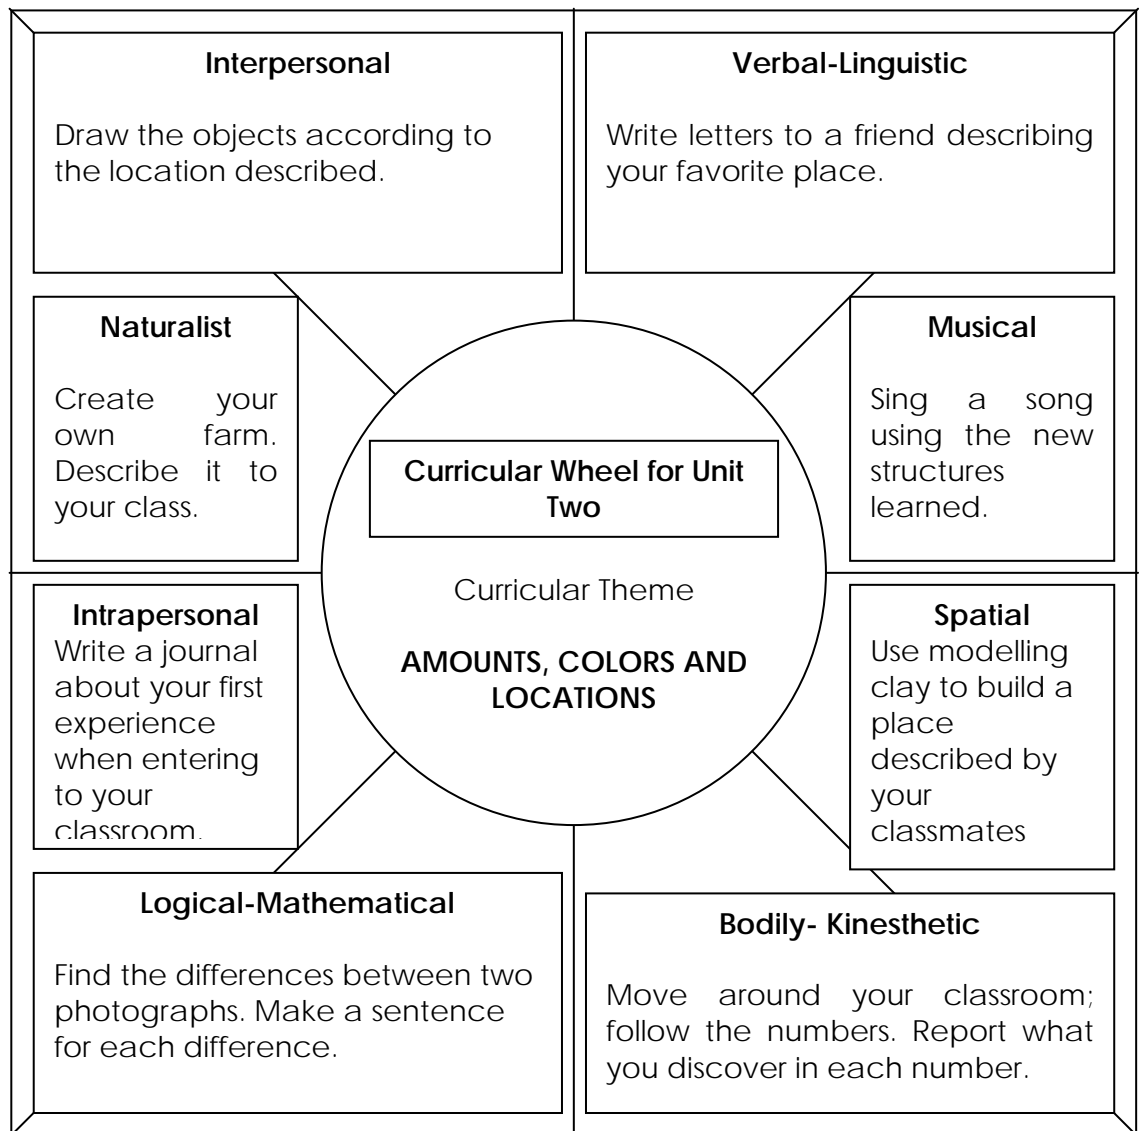 Interpersonal
Draw the objects according to
the location described.
Verbal-Linguistic
Write letters to a friend describing
your favorite place.
Naturalist
Create your
own farm.
Describe it to
your class.
Curricular Wheel for Unit
Two
Curricular Theme
AMOUNTS, COLORS AND
LOCATIONS
Musical
Sing a song
using the new
structures
learned.
Intrapersonal
Write a journal
about your first
experience
when entering
to your
classroom.
Spatial
Use modelling
clay to build a
place
described by
your
classmates
Logical-Mathematical
Find the differences between two
photographs. Make a sentence
for each difference.
Bodily- Kinesthetic
Move around your classroom;
follow the numbers. Report what
you discover in each number.